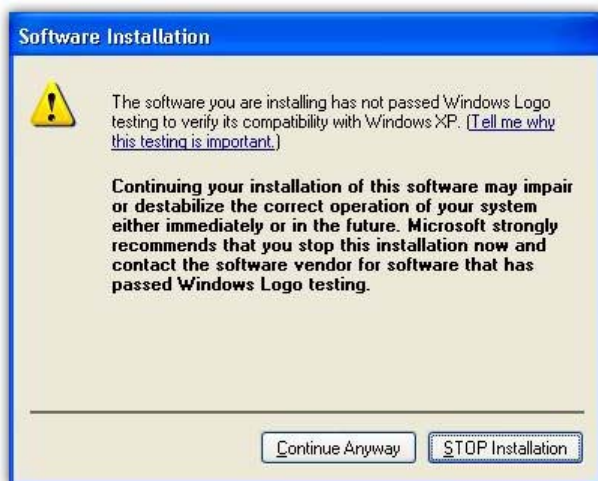 Software Installation
The software you are installing has not passed Windows Logo
testing to verify its compatibility with Windows XP. (Tell me why
this testing is important.)
Continuing your installation of this software may impair
or destabilize the correct operation of your system
either immediately or in the future. Microsoft strongly
recommends that you stop this installation now and
contact the software vendor for software that has
passed Windows Logo testing.
Continue Anyway
STOP Installation